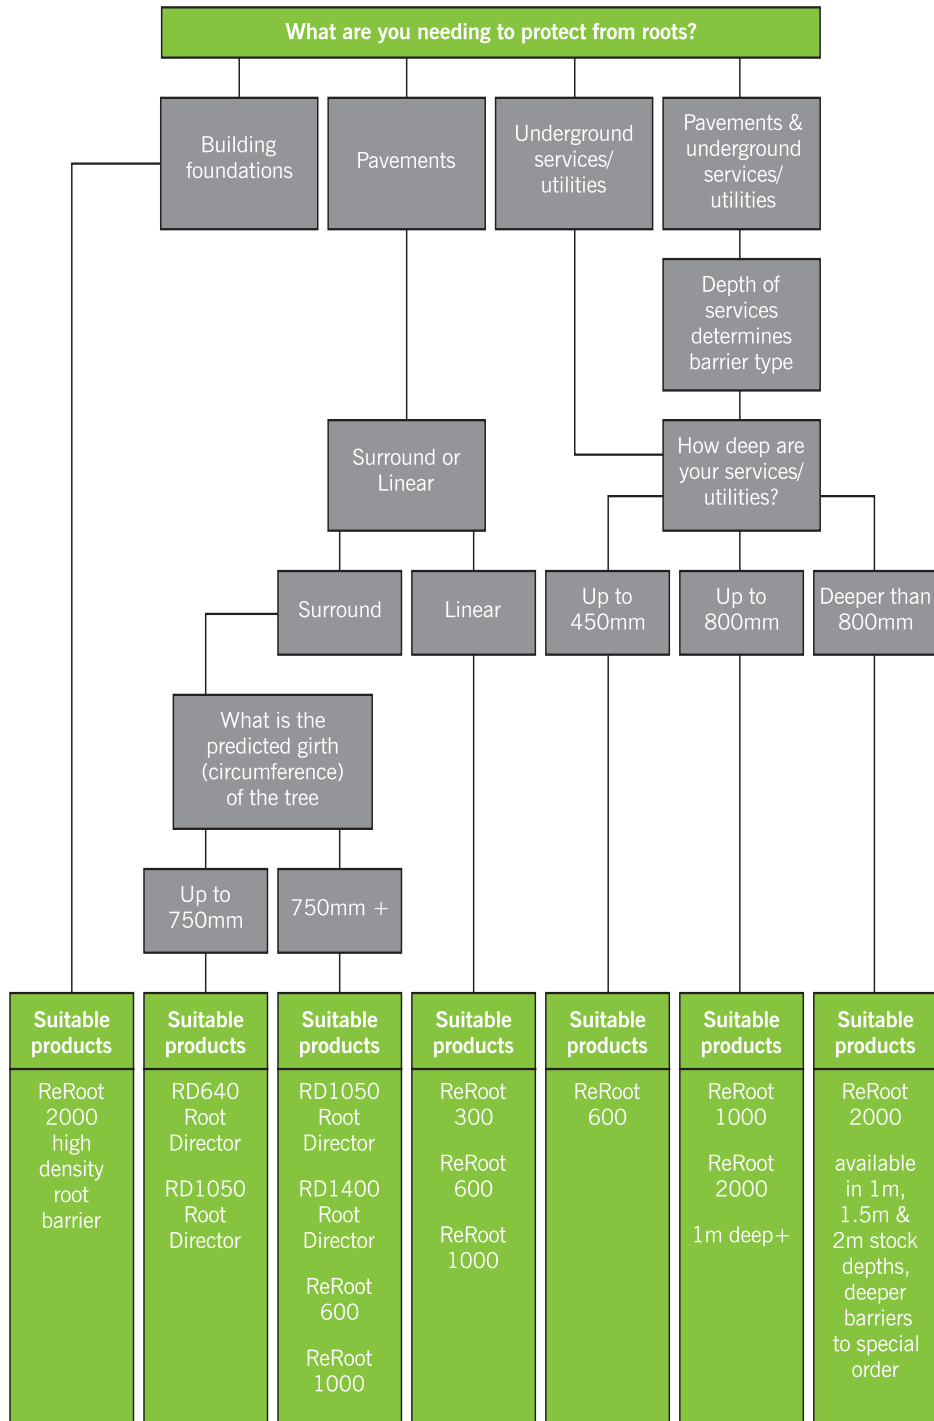 What are you needing to protect from roots?
Building
foundations
Pavements
Underground
services/
utilities
Pavements &
underground
services/
utilities
Depth of
services
determines
barrier type
Surround or
Linear
How deep are
your services/
utilities?
Surround
Linear
Up to
450mm
Up to
800mm
Deeper than
800mm
What is the
predicted girth
(circumference)
of the tree
Up to
750mm
750mm +
Suitable
products
ReRoot
2000
high
density
root
barrier
Suitable
products
RD640
Root
Director
RD1050
Root
Director
Suitable
products
RD1050
Root
Director
RD1400
Root
Director
ReRoot
600
ReRoot
1000
Suitable
products
ReRoot
300
ReRoot
600
ReRoot
1000
Suitable
products
ReRoot
600
Suitable
products
ReRoot
1000
ReRoot
2000
1m deep+
Suitable
products
ReRoot
2000
available
in 1m,
1.5m &
2m stock
depths,
deeper
barriers
to special
order